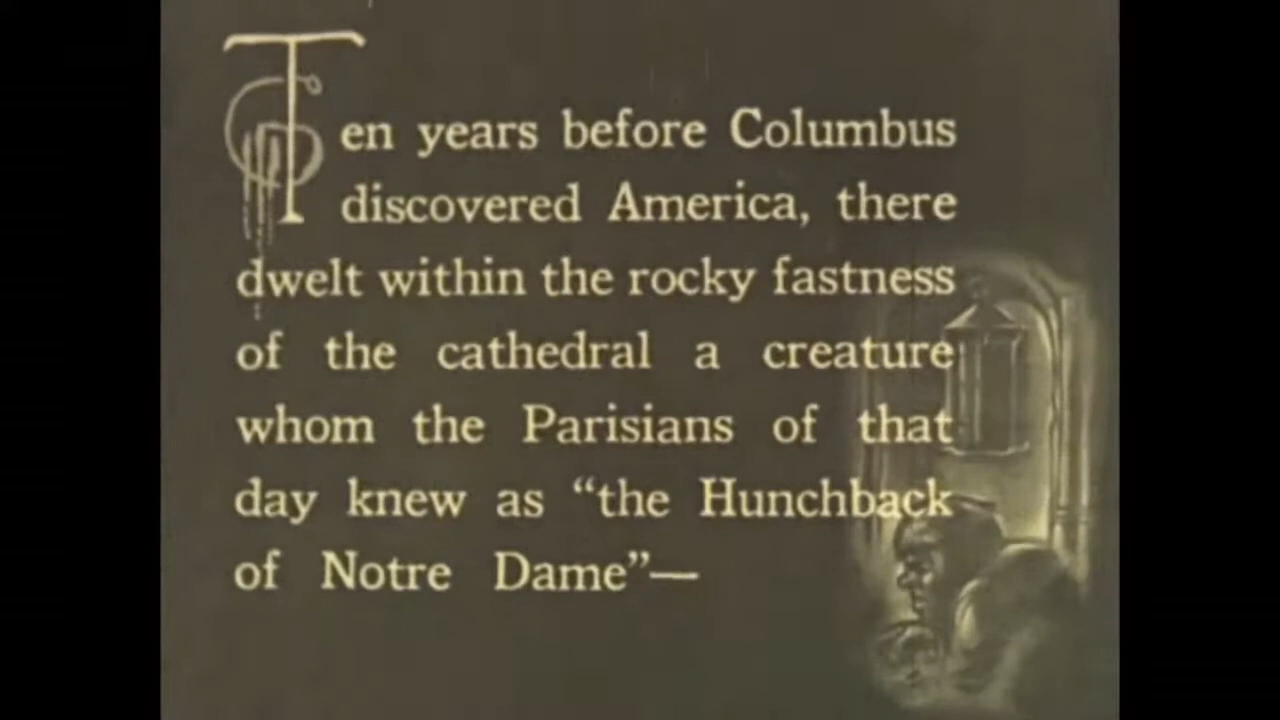 Ten years before Columbus
discovered America, there
dwelt within the rocky fastness
of the cathedral a creature
whom the Parisians of that
day knew as “the Hunchback
of Notre Dame”—